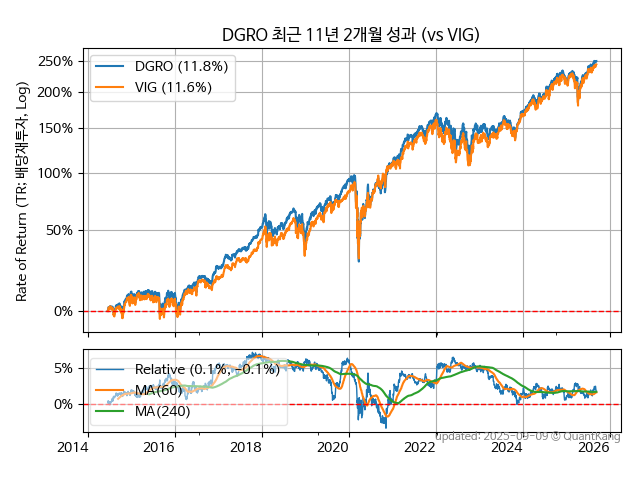 DGRO 최근 11년 2개월 성과 (vs VIG)
DGRO (11.8%)
VIG (11.6%)
Rate of Return (TR: 배당재투자, Log)
250%
200%
150%
100%
50%
0%
Relative (0.1%, -0.1%)
MA(60)
MA(240)
5%
0%
2014
2016
2018
2020
2022
2024
2026
updated: 2025-09-09 © QuantKang